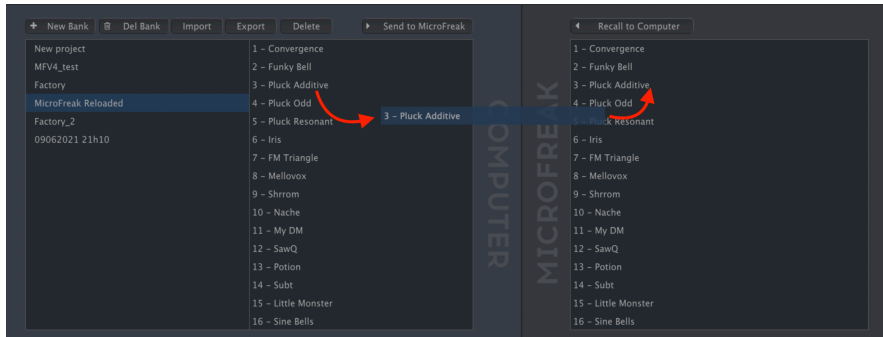 + New Bank
Del Bank
Import
Export
Delete
Send to MicroFreak
Recall to Computer
New project
MFV4_test
Factory
MicroFreak Reloaded
Factory_2
09062021 21h10
1 – Convergence
2 – Funky Bell
3 – Pluck Additive
4 – Pluck Odd
5 – Pluck Resonant
6 – Iris
7 – FM Triangle
8 – Mellovox
9 – Shrrom
10 – Nache
11 – My DM
12 – SawQ
13 – Potion
14 – Subt
15 – Little Monster
16 – Sine Bells
3 – Pluck Additive
COMPUTER
MICROFREAK
1 – Convergence
2 – Funky Bell
3 – Pluck Additive
4 – Pluck Odd
5 – Pluck Resonant
6 – Iris
7 – FM Triangle
8 – Mellovox
9 – Shrrom
10 – Nache
11 – My DM
12 – SawQ
13 – Potion
14 – Subt
15 – Little Monster
16 – Sine Bells